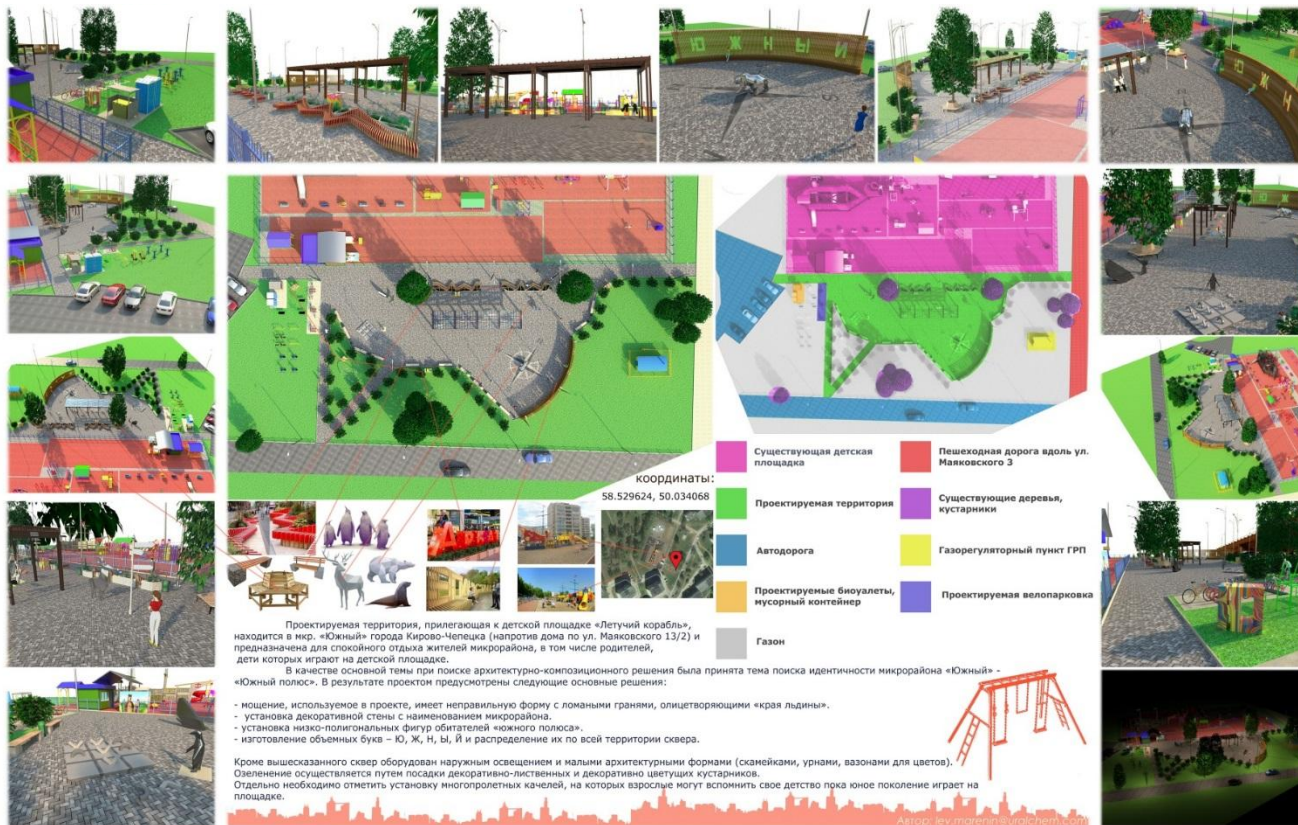 Ю Ж Н Ы Й
Ю Ж Н
координаты:
58.529624, 50.034068
Существующая детская
площадка
Проектируемая территория
Автодорога
Проектируемые биоуалеты,
мусорный контейнер
Газон
Пешеходная дорога вдоль ул.
Маяковского 3
Существующие деревья,
кустарники
Газорегуляторный пункт ГРП
Проектируемая велопарковка
Проектируемая территория, прилегающая к детской площадке «Летучий корабль»,
находится в мкр. «Южный» города Кирово-Чепецка (напротив дома по ул. Маяковского 13/2) и
предназначена для спокойного отдыха жителей микрорайона, в том числе родителей,
дети которых играют на детской площадке.
В качестве основной темы при поиске архитектурно-композиционного решения была принята тема поиска идентичности микрорайона «Южный» -
«Южный полюс». В результате проектом предусмотрены следующие основные решения:
- мощение, используемое в проекте, имеет неправильную форму с ломаными гранями, олицетворяющими «края льдины».
- установка декоративной стены с наименованием микрорайона.
- установка низко-полигональных фигур обитателей «южного полюса».
- изготовление объемных букв – Ю, Ж, Н, Ы, Й и распределение их по всей территории сквера.
Кроме вышесказанного сквер оборудован наружным освещением и малыми архитектурными формами (скамейками, урнами, вазонами для цветов).
Озеленение осуществляется путем посадки декоративно-лиственных и декоративно цветущих кустарников.
Отдельно необходимо отметить установку многопролетных качелей, на которых взрослые могут вспомнить свое детство пока юное поколение играет на
площадке.
Автор: lev.marenin@uralchem.com